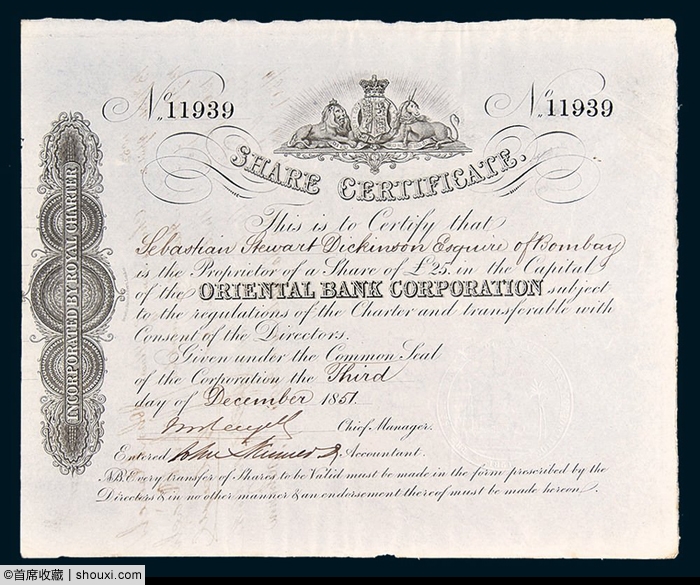 No 11939
No 11939
SHARE CERTIFICATE.
INCORPORATED BY ROYAL CHARTER
This is to Certify that
Sebastian Stewart Dickinson Esquire of Bombay
is the Proprietor of a Share of £25. in the Capital
of the ORIENTAL BANK CORPORATION subject
to the regulations of the Charter and transferable with
Consent of the Directors.
Given under the Common Seal
of the Corporation the Third
day of December 1851.
Chief Manager.
Entered John Accountant.
N.B. Every transfer of Shares to be Valid must be made in the form prescribed by the
Directors & in no other manner & an endorsement thereof must be made hereon.
©首席收藏 | shouxi.com